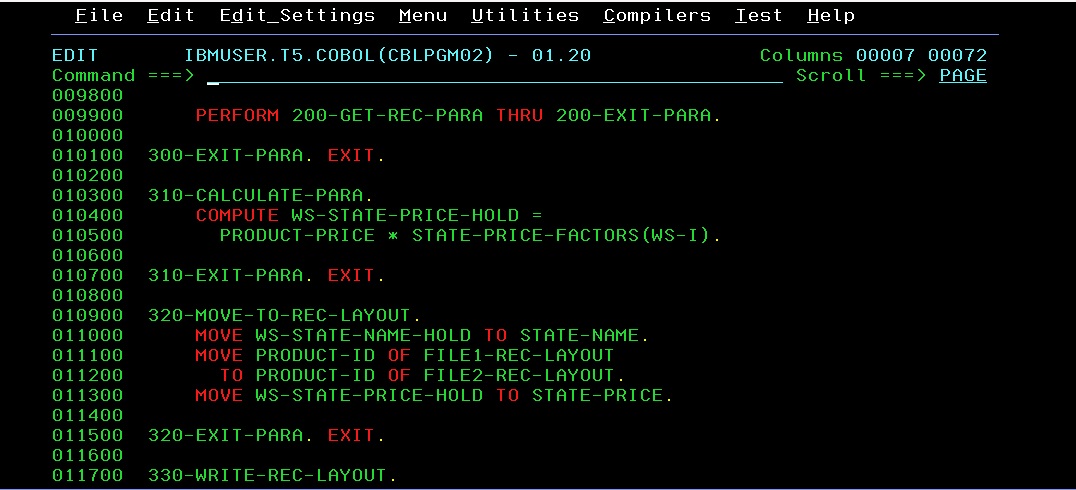 File  Edit  Edit_Settings  Menu  Utilities  Compilers  Test  Help
EDIT       IBMUSER.T5.COBOL(CBLPGM02) - 01.20              Columns 00007 00072
Command ===>                                                  Scroll ===> PAGE
009800
009900       PERFORM 200-GET-REC-PARA THRU 200-EXIT-PARA.
010000
010100   300-EXIT-PARA. EXIT.
010200
010300   310-CALCULATE-PARA.
010400       COMPUTE WS-STATE-PRICE-HOLD =
010500         PRODUCT-PRICE * STATE-PRICE-FACTORS(WS-I).
010600
010700   310-EXIT-PARA. EXIT.
010800
010900   320-MOVE-TO-REC-LAYOUT.
011000       MOVE WS-STATE-NAME-HOLD TO STATE-NAME.
011100       MOVE PRODUCT-ID OF FILE1-REC-LAYOUT
011200         TO PRODUCT-ID OF FILE2-REC-LAYOUT.
011300       MOVE WS-STATE-PRICE-HOLD TO STATE-PRICE.
011400
011500   320-EXIT-PARA. EXIT.
011600
011700   330-WRITE-REC-LAYOUT.